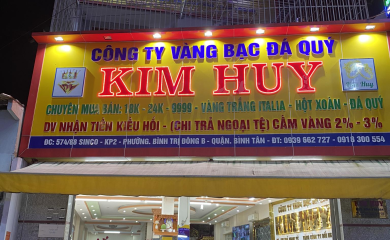 CÔNG TY VÀNG BẠC ĐÁ QUÝ
KIM HUY
CHUYÊN MUA BÁN: 18K - 24K - 9999 - VÀNG TRẮNG ITALIA - HỘT XOÀN - ĐÁ QUÝ
DV NHẬN TIỀN KIỀU HỐI - (CHI TRẢ NGOẠI TỆ) CẦM VÀNG 2% - 3%
ĐC: 574/68 SINCO - KP2 - PHƯỜNG. BÌNH TRỊ ĐÔNG B - QUẬN. BÌNH TÂN - ĐT: 0939 662 727 - 0918 300 554